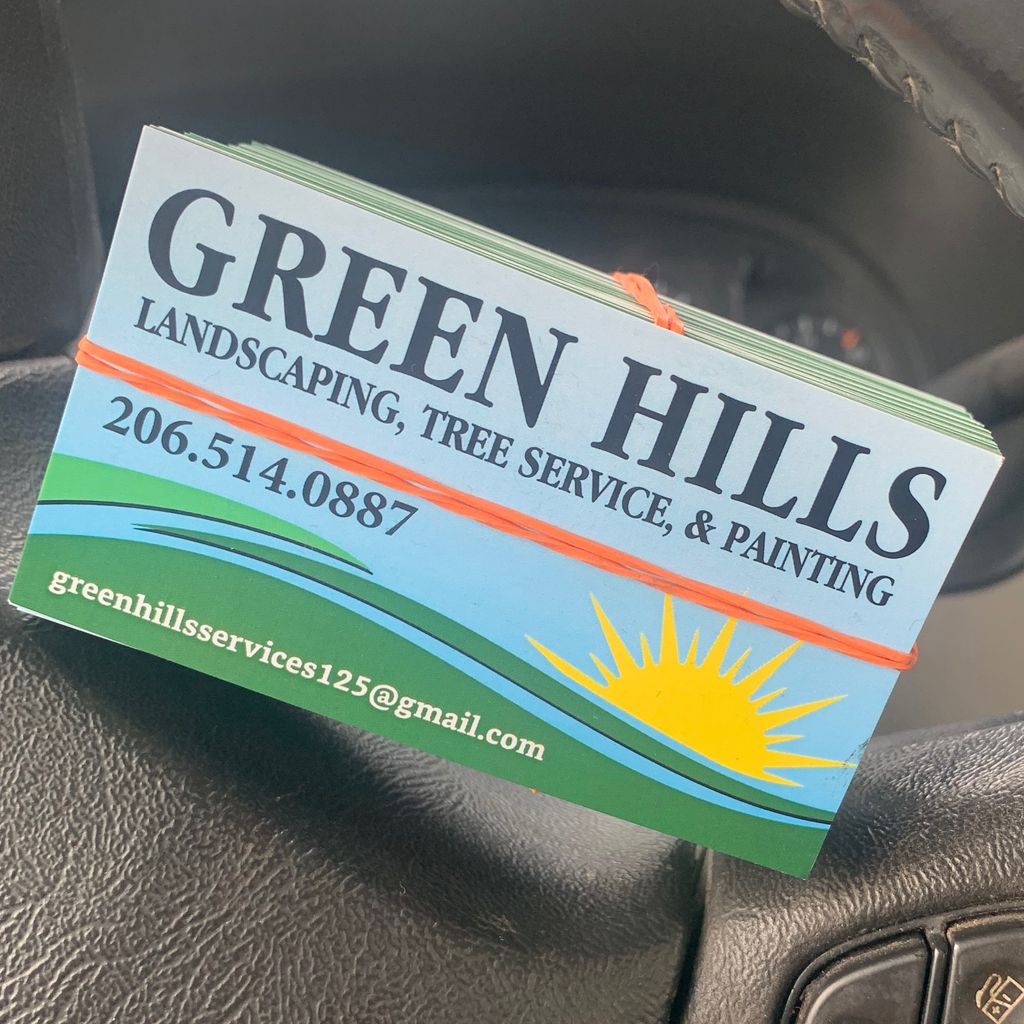 GREEN HILLS
LANDSCAPING, TREE SERVICE, & PAINTING
206.514.0887
greenhillsservices125@gmail.com